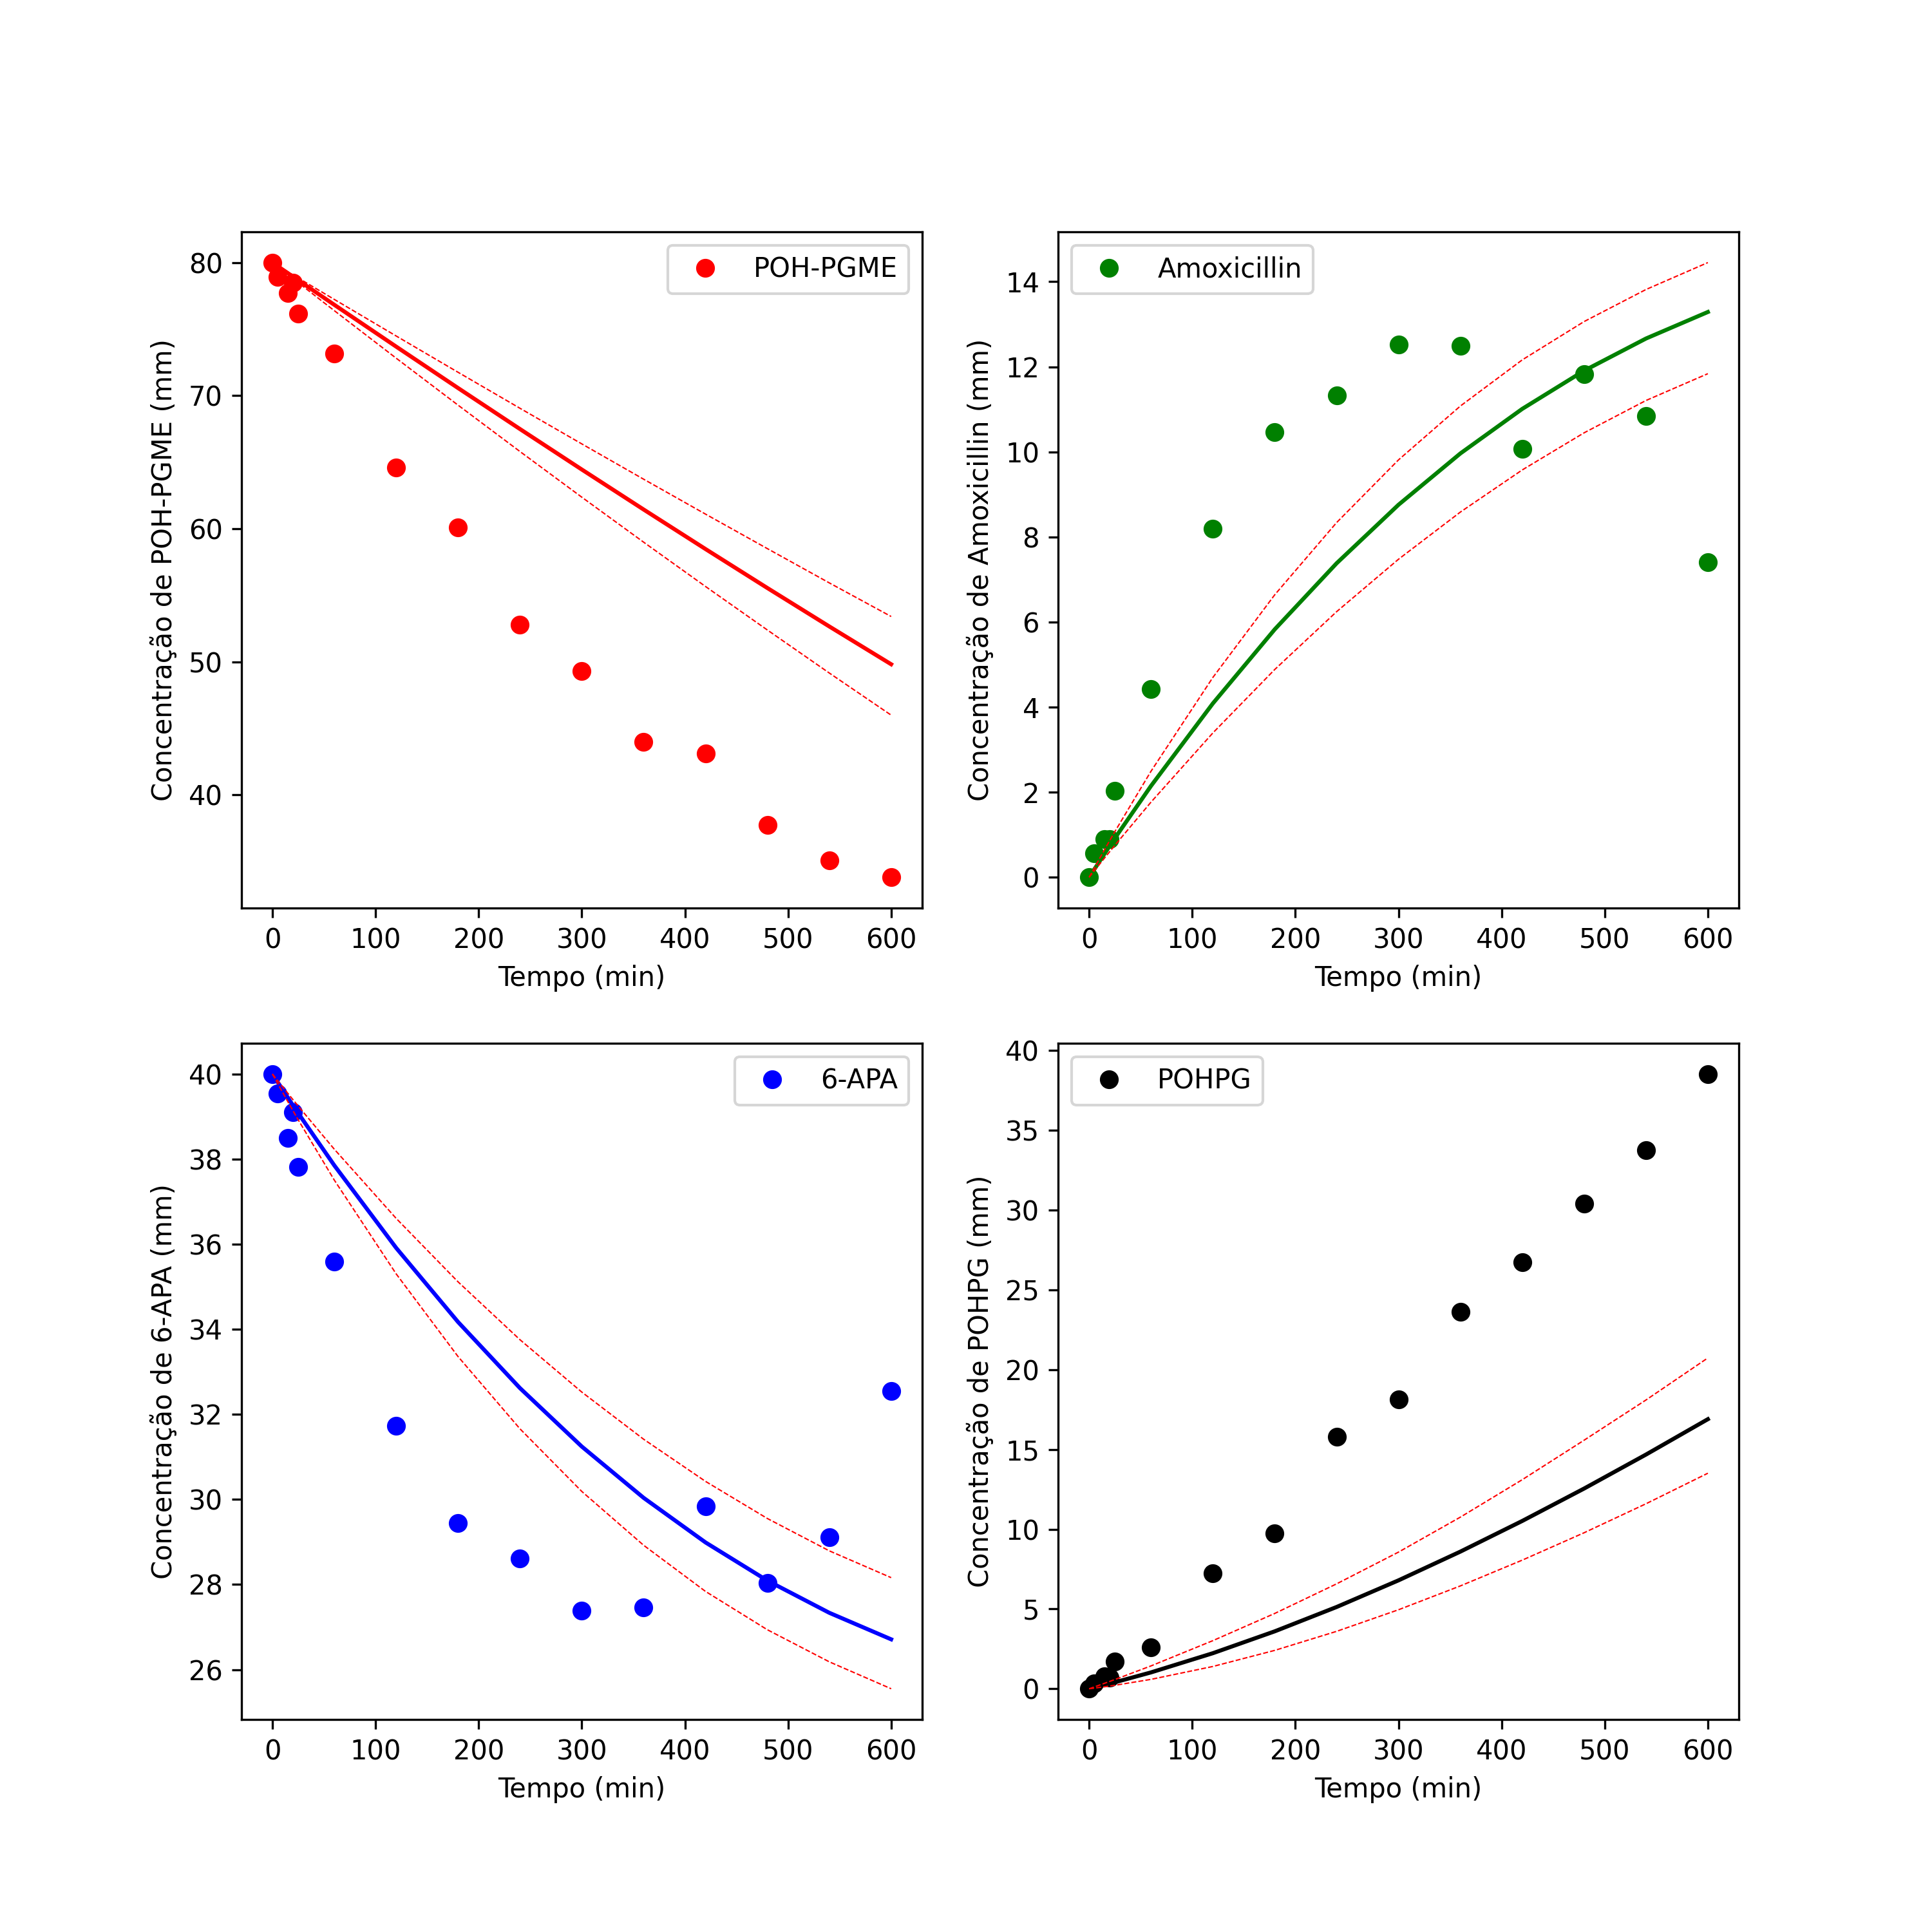 POH-PGME
Concentração de POH-PGME (mm)
80
70
60
50
40
0 100 200 300 400 500 600
Tempo (min)
Amoxicillin
Concentração de Amoxicillin (mm)
14
12
10
8
6
4
2
0
0 100 200 300 400 500 600
Tempo (min)
6-APA
Concentração de 6-APA (mm)
40
38
36
34
32
30
28
26
0 100 200 300 400 500 600
Tempo (min)
POHPG
Concentração de POHPG (mm)
40
35
30
25
20
15
10
5
0
0 100 200 300 400 500 600
Tempo (min)